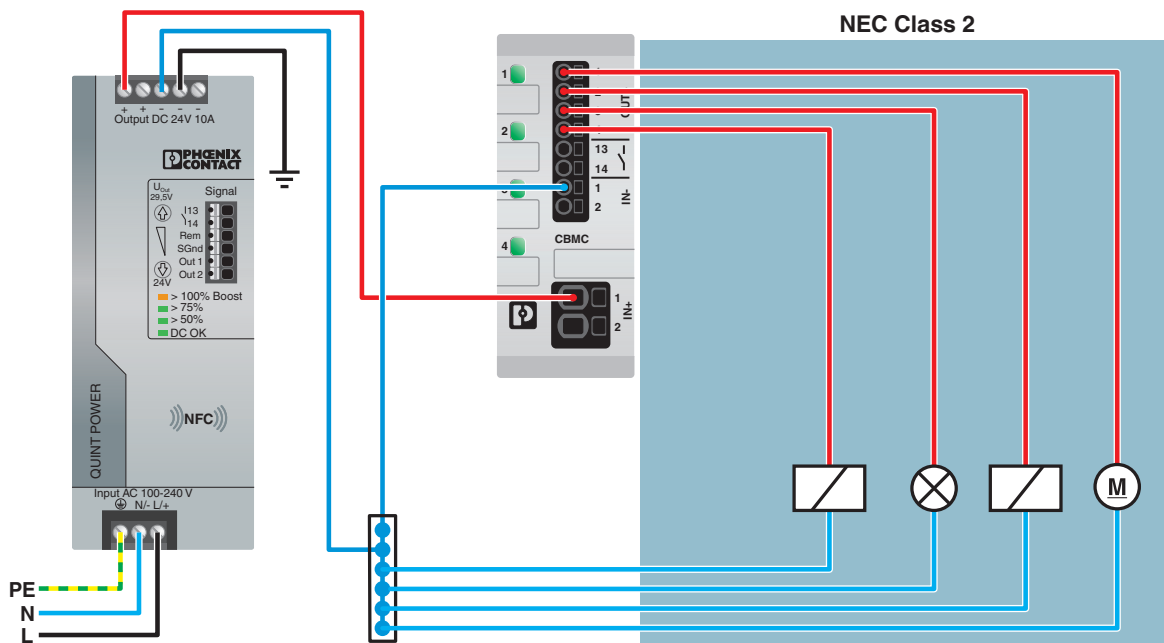 NEC Class 2
+ + − − −
Output DC 24V 10A
PHŒNIX
CONTACT
UOut
29,5V
24V
Signal
13
14
Rem
SGnd
Out 1
Out 2
> 100% Boost
> 75%
> 50%
DC OK
NFC
QUINT POWER
Input AC 100-240 V
N/- L/+
PE
N
L
1
2
4
OUT
13
14
1
2
IN-
CBMC
1
2
IN+
M